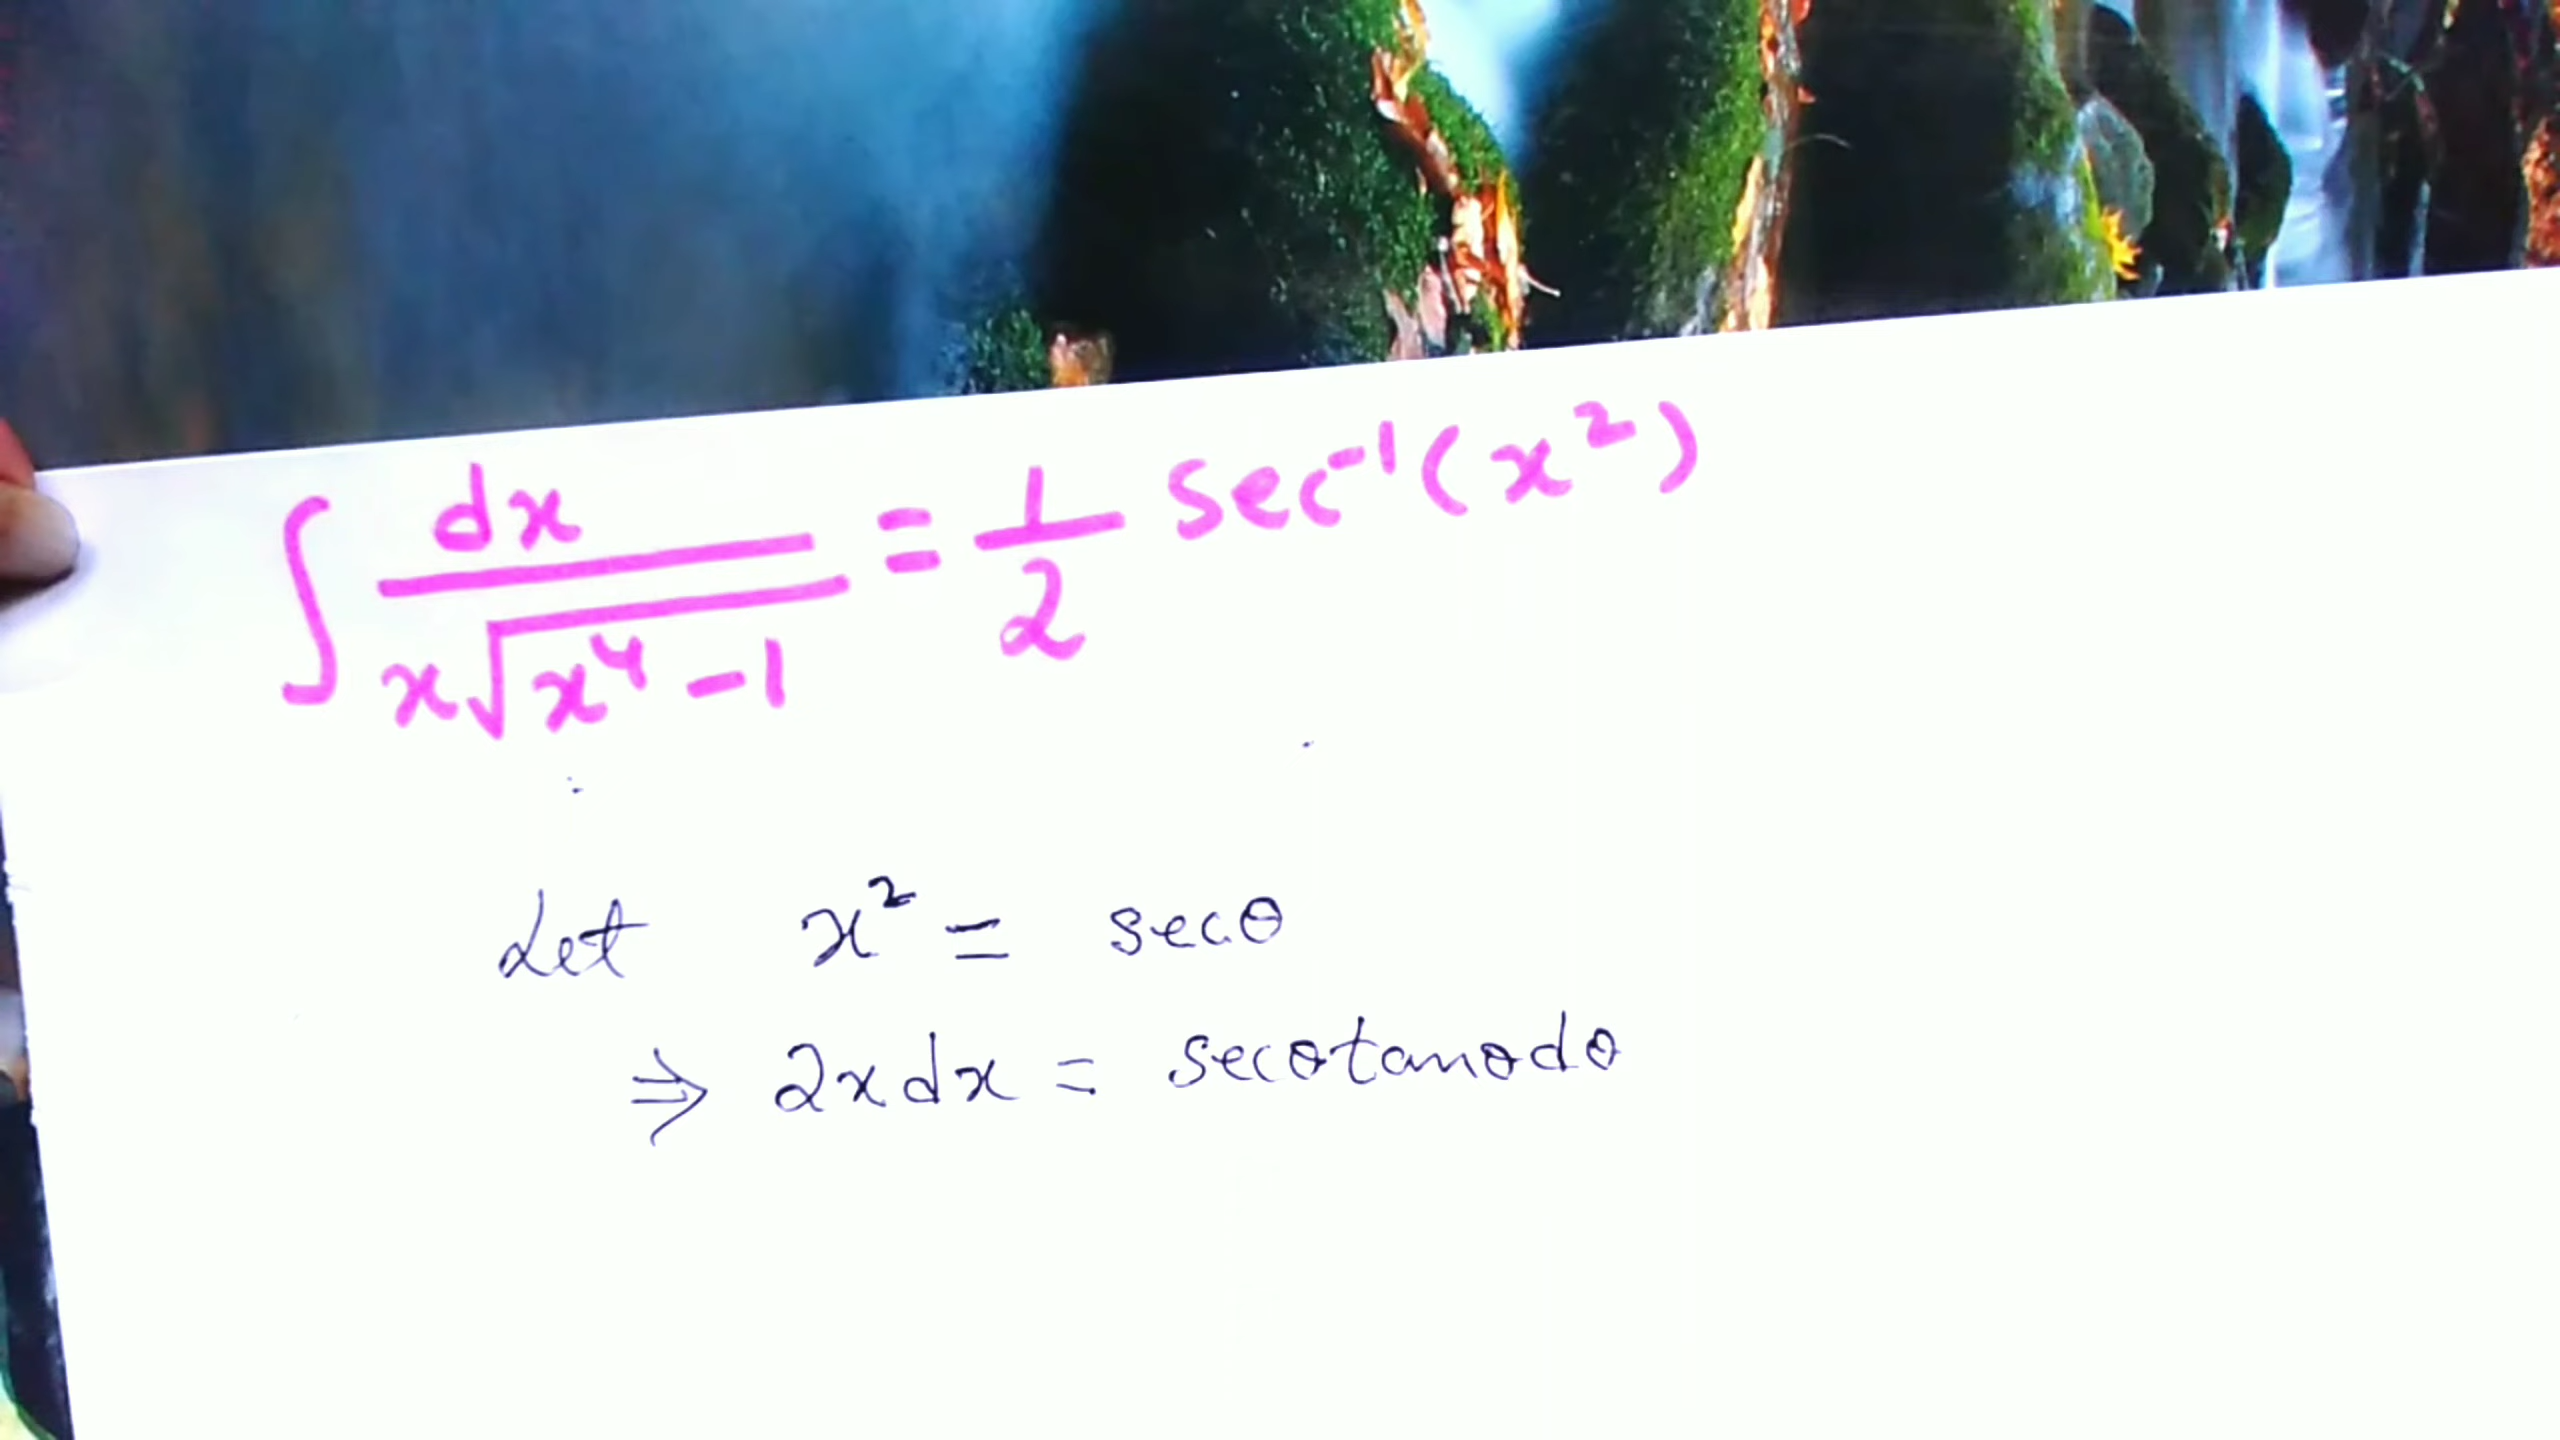 ∫ dx / x√(x⁴ - 1) = 1/2 sec⁻¹(x²)
Let x² = secθ
⇒ 2xdx = secθtanθdθ